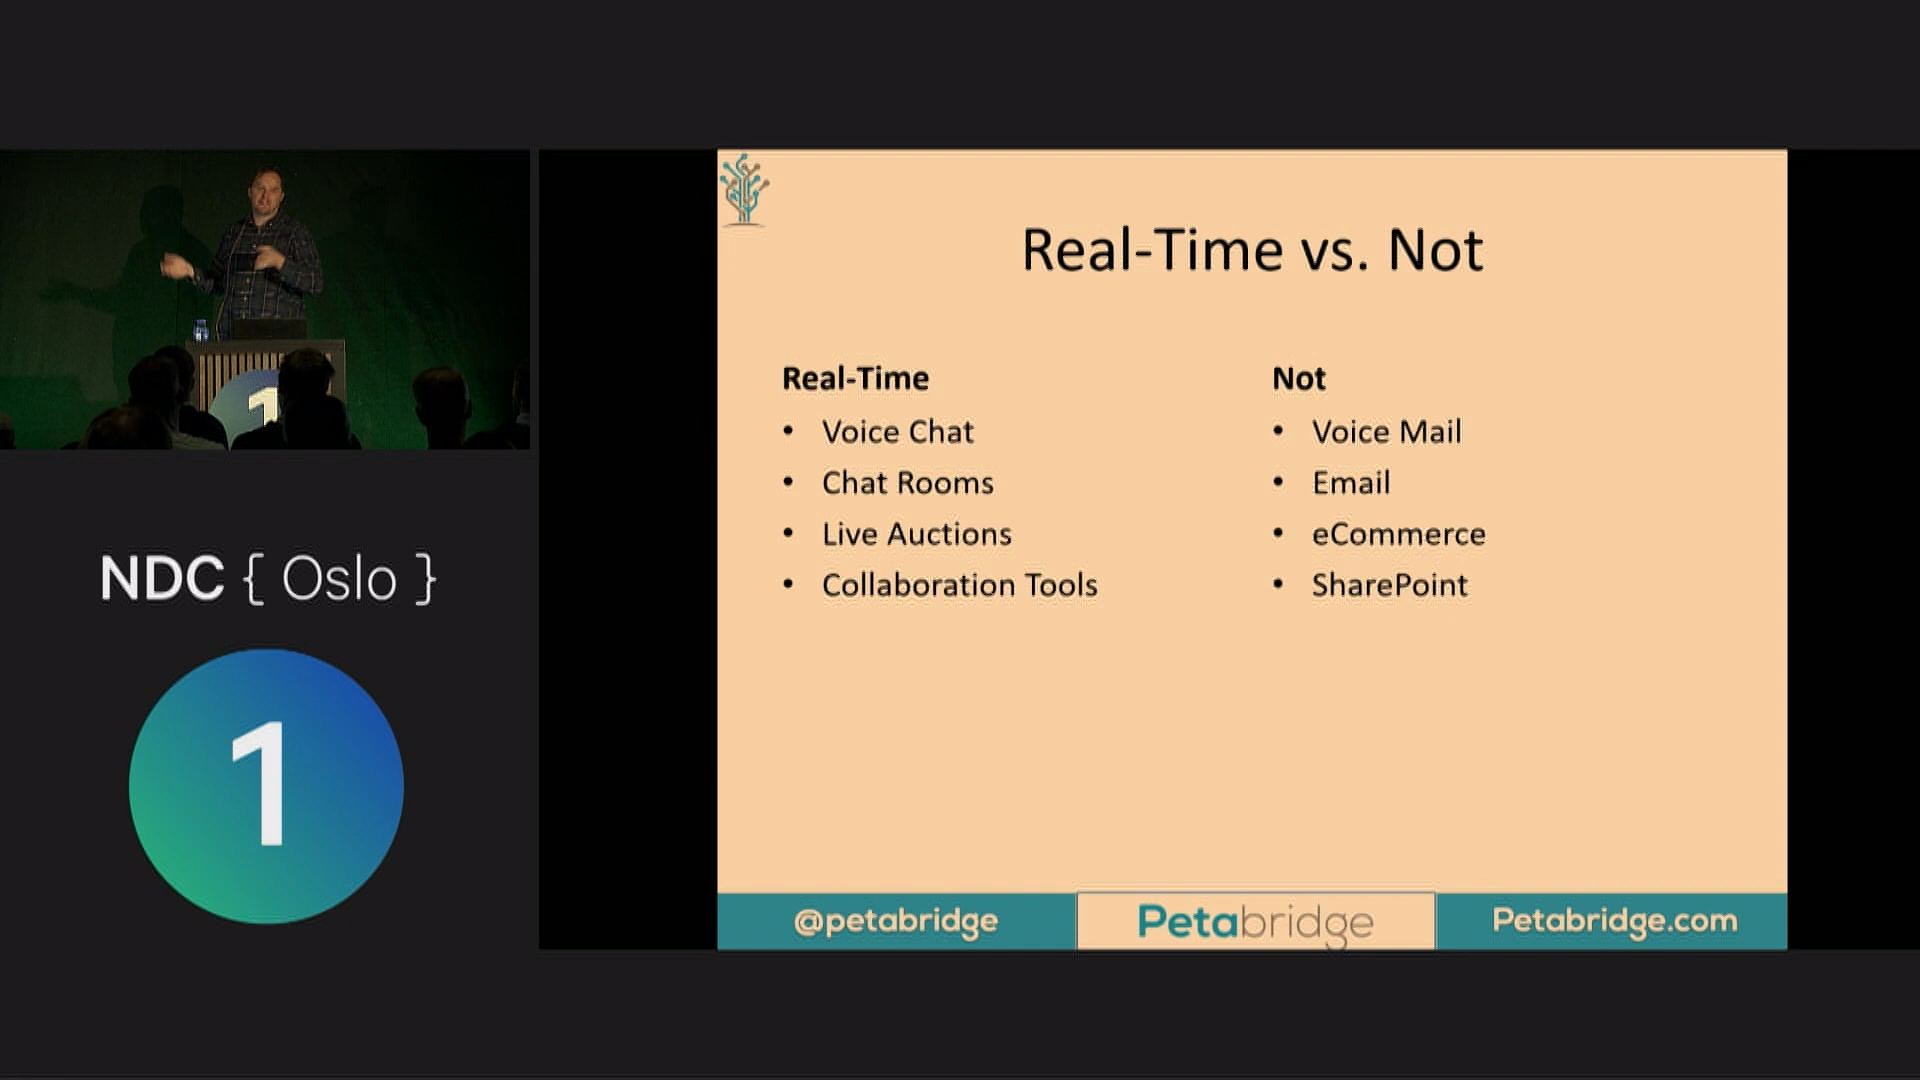 Real-Time vs. Not
Real-Time
• Voice Chat
• Chat Rooms
• Live Auctions
• Collaboration Tools
Not
• Voice Mail
• Email
• eCommerce
• SharePoint
@petabridge
Petabridge
Petabridge.com
1
NDC { Oslo }
1